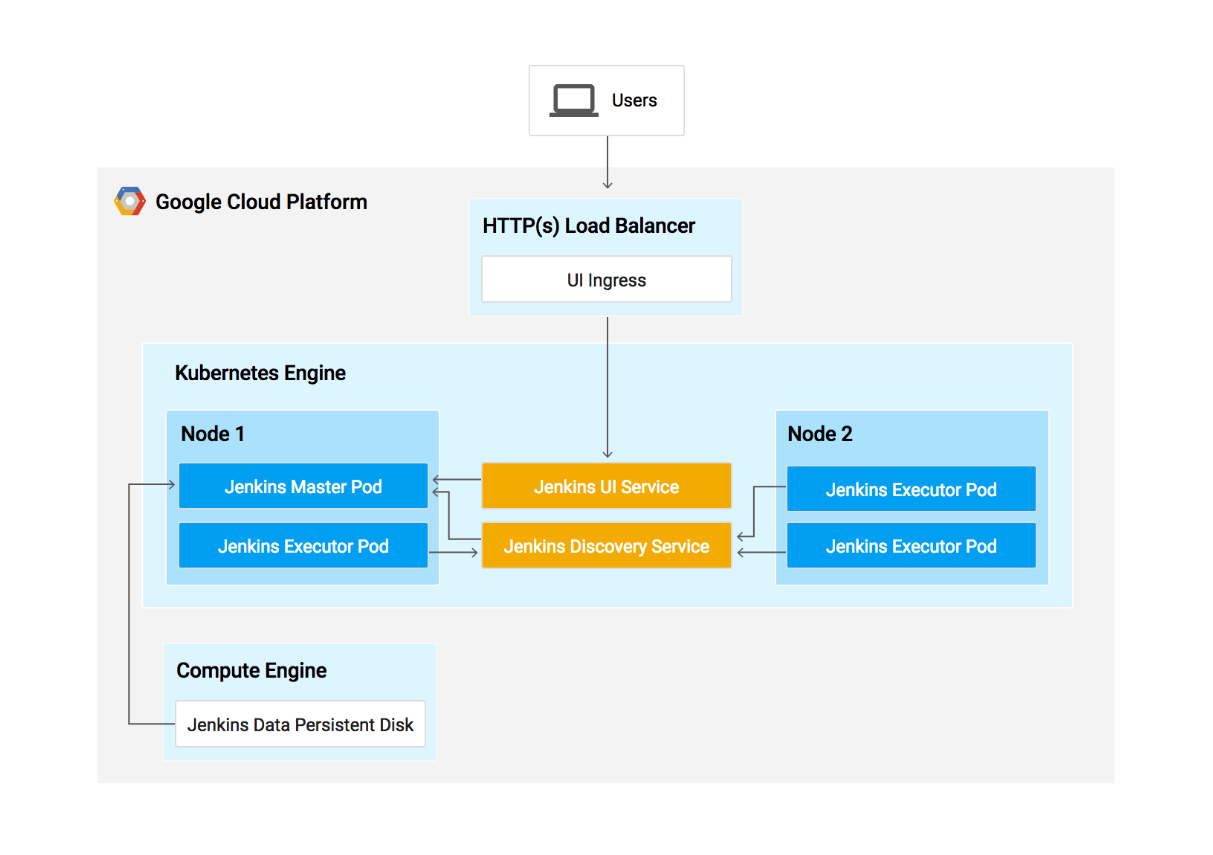 Users
Google Cloud Platform
HTTP(s) Load Balancer
UI Ingress
Kubernetes Engine
Node 1
Jenkins Master Pod
Jenkins Executor Pod
Jenkins UI Service
Jenkins Discovery Service
Node 2
Jenkins Executor Pod
Jenkins Executor Pod
Compute Engine
Jenkins Data Persistent Disk